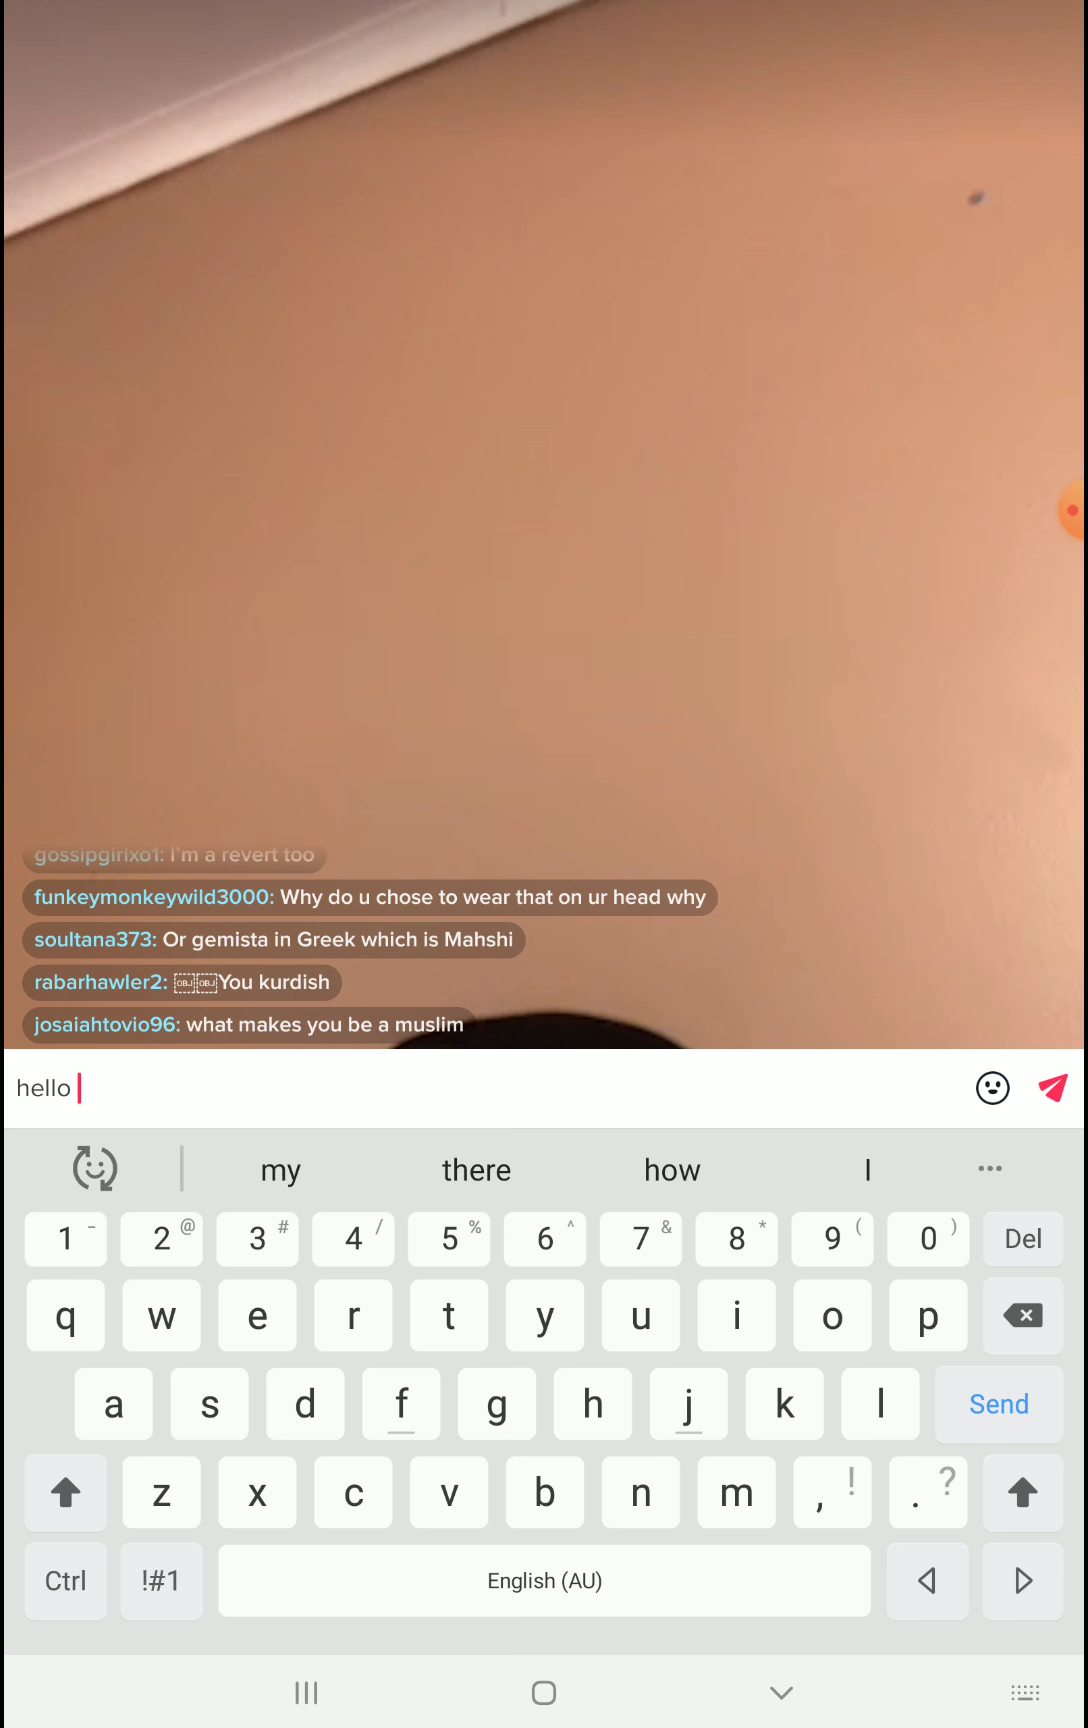 gossipgirlxo1: I'm a revert too
funkeymonkeywild3000: Why do u chose to wear that on ur head why
soultana373: Or gemista in Greek which is Mahshi
rabarhawler2: OBJ OBJ You kurdish
josaiahtovio96: what makes you be a muslim
hello
my there how I ...
1 - 2 @ 3 # 4 / 5 % 6 ^ 7 & 8 * 9 ( 0 ) Del
q w e r t y u i o p
a s d f g h j k l Send
z x c v b n m , ! . ?
Ctrl !#1 English (AU)